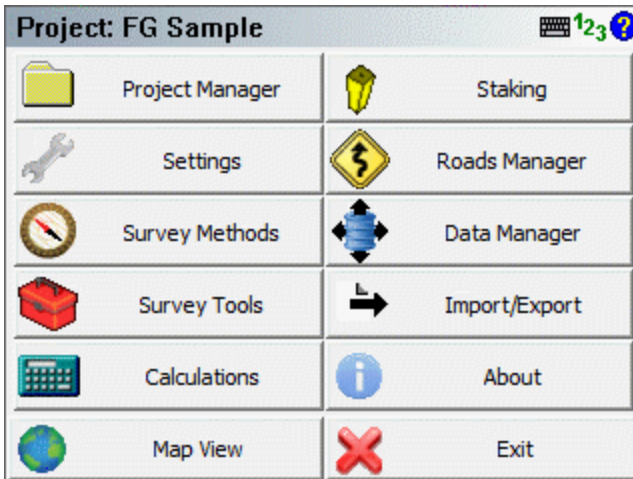 Project: FG Sample
123
?
Project Manager
Staking
Settings
Roads Manager
Survey Methods
Data Manager
Survey Tools
Import/Export
Calculations
i
About
Map View
Exit